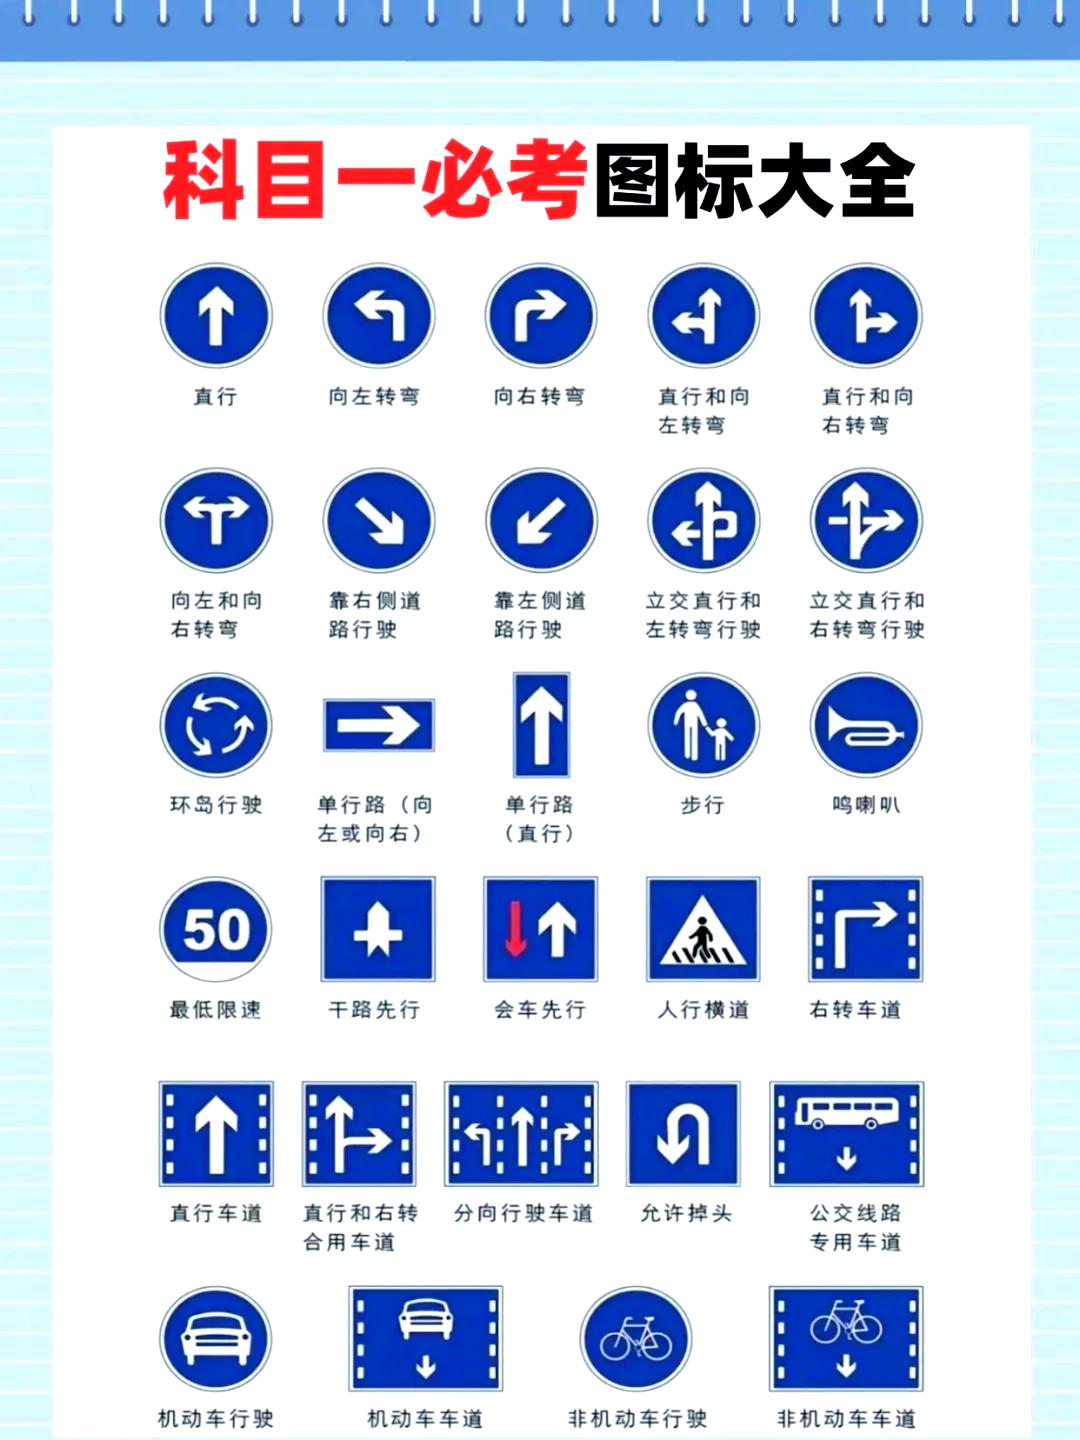 科目一必考图标大全
直行
向左转弯
向右转弯
直行和向
左转弯
直行和向
右转弯
向左和向
右转弯
靠右侧道
路行驶
靠左侧道
路行驶
立交直行和
左转弯行驶
立交直行和
右转弯行驶
环岛行驶
单行路（向
左或向右）
单行路
（直行）
步行
鸣喇叭
50
最低限速
干路先行
会车先行
人行横道
右转车道
直行车道
直行和右转
合用车道
分向行驶车道
允许掉头
公交线路
专用车道
机动车行驶
机动车车道
非机动车行驶
非机动车车道